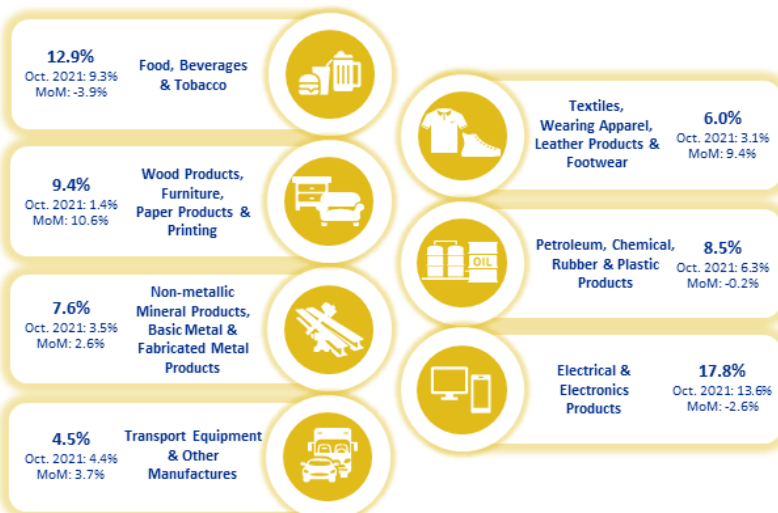 12.9%
Oct. 2021: 9.3%
MoM: -3.9%
Food, Beverages
& Tobacco
9.4%
Oct. 2021: 1.4%
MoM: 10.6%
Wood Products,
Furniture,
Paper Products &
Printing
7.6%
Oct. 2021: 3.5%
MoM: 2.6%
Non-metallic
Mineral Products,
Basic Metal &
Fabricated Metal
Products
4.5%
Oct. 2021: 4.4%
MoM: 3.7%
Transport Equipment
& Other
Manufactures
Textiles,
Wearing Apparel,
Leather Products &
Footwear
6.0%
Oct. 2021: 3.1%
MoM: 9.4%
OIL
Petroleum, Chemical,
Rubber & Plastic
Products
8.5%
Oct. 2021: 6.3%
MoM: -0.2%
Electrical &
Electronics
Products
17.8%
Oct. 2021: 13.6%
MoM: -2.6%